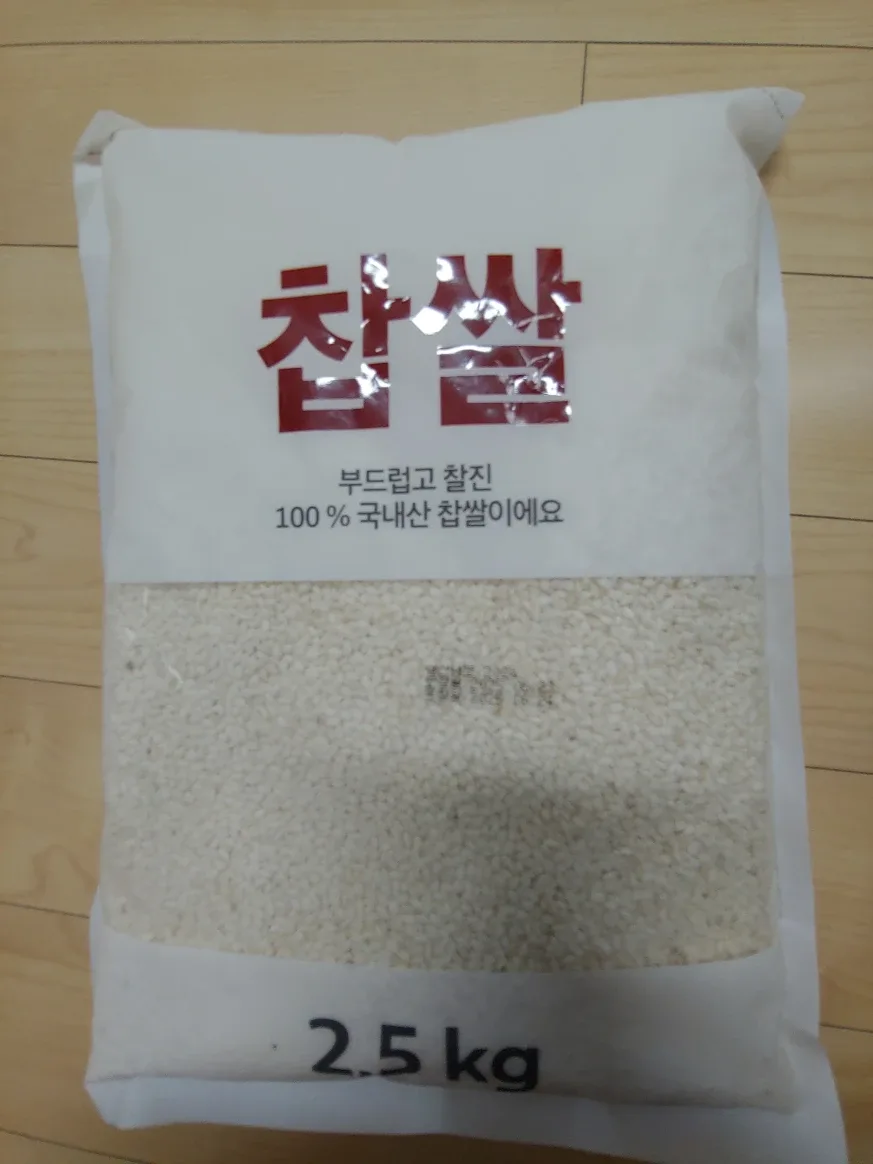 찹쌀
부드럽고 찰진
100 % 국내산 찹쌀이에요
2.5 kg